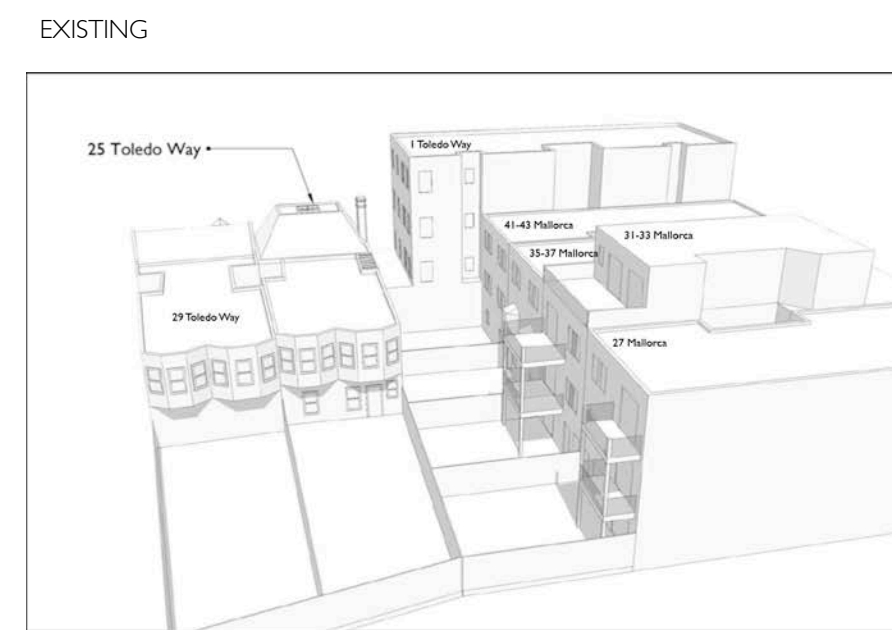 EXISTING
25 Toledo Way
1 Toledo Way
41-43 Mallorca
31-33 Mallorca
35-37 Mallorca
29 Toledo Way
27 Mallorca